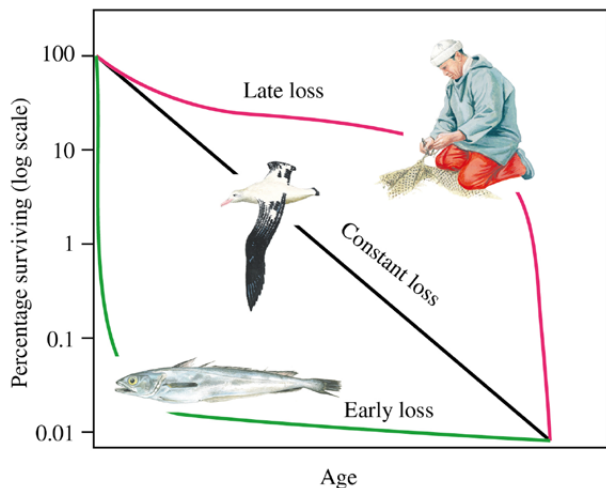 Percentage surviving (log scale)
100
10
1
0.1
0.01
Late loss
Constant loss
Early loss
Age